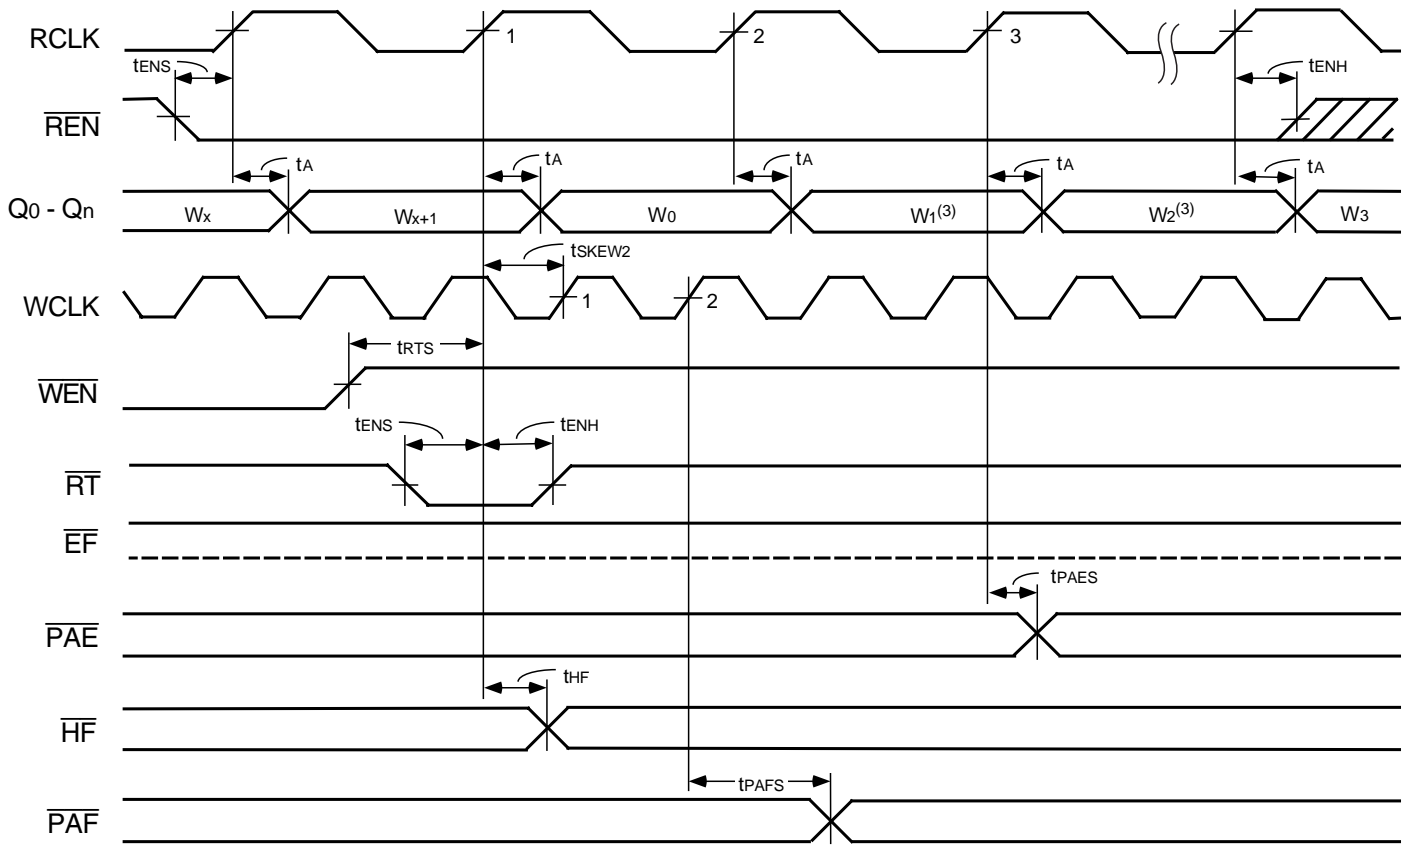 RCLK 1 2 3
tENS tENH
REN
tA tA tA tA tA
Q0 - Qn Wx Wx+1 W0 W1(3) W2(3) W3
tSKEW2
WCLK 1 2
tRTS
WEN
tENS tENH
RT
EF
tPAES
PAE
tHF
HF
tPAFS
PAF